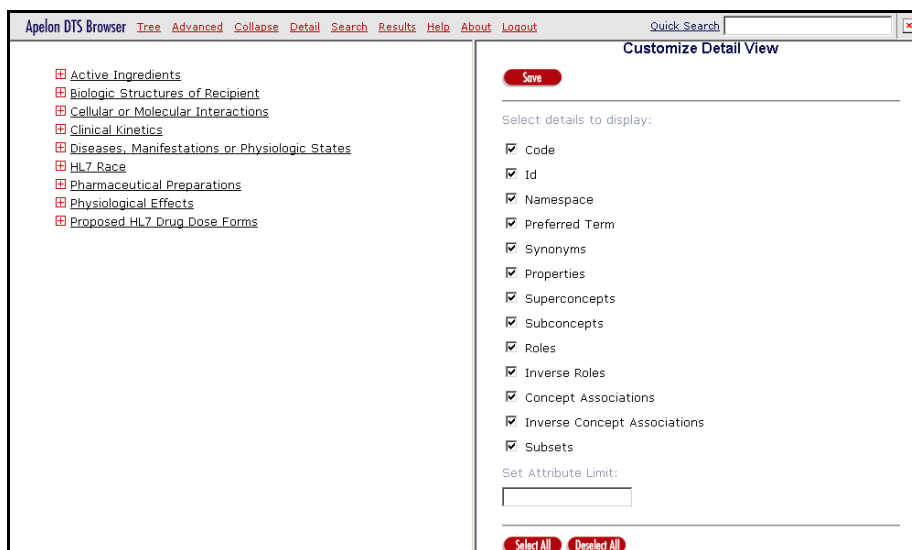 Apelon DTS Browser Tree Advanced Collapse Detail Search Results Help About Logout Quick Search
Active Ingredients
Biologic Structures of Recipient
Cellular or Molecular Interactions
Clinical Kinetics
Diseases, Manifestations or Physiologic States
HL7 Race
Pharmaceutical Preparations
Physiological Effects
Proposed HL7 Drug Dose Forms
Customize Detail View
Save
Select details to display:
Code
Id
Namespace
Preferred Term
Synonyms
Properties
Superconcepts
Subconcepts
Roles
Inverse Roles
Concept Associations
Inverse Concept Associations
Subsets
Set Attribute Limit:
Select All Deselect All